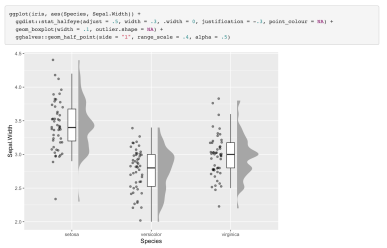 ggplot(iris, aes(Species, Sepal.Width)) +
ggdist::stat_halfeye(adjust = .5, width = .3, .width = 0, justification = -.3, point_colour = NA) +
geom_boxplot(width = .1, outlier.shape = NA) +
gghalves::geom_half_point(side = "l", range_scale = .4, alpha = .5)
4.5
4.0
3.5
3.0
2.5
2.0
Sepal.Width
setosa
versicolor
virginica
Species